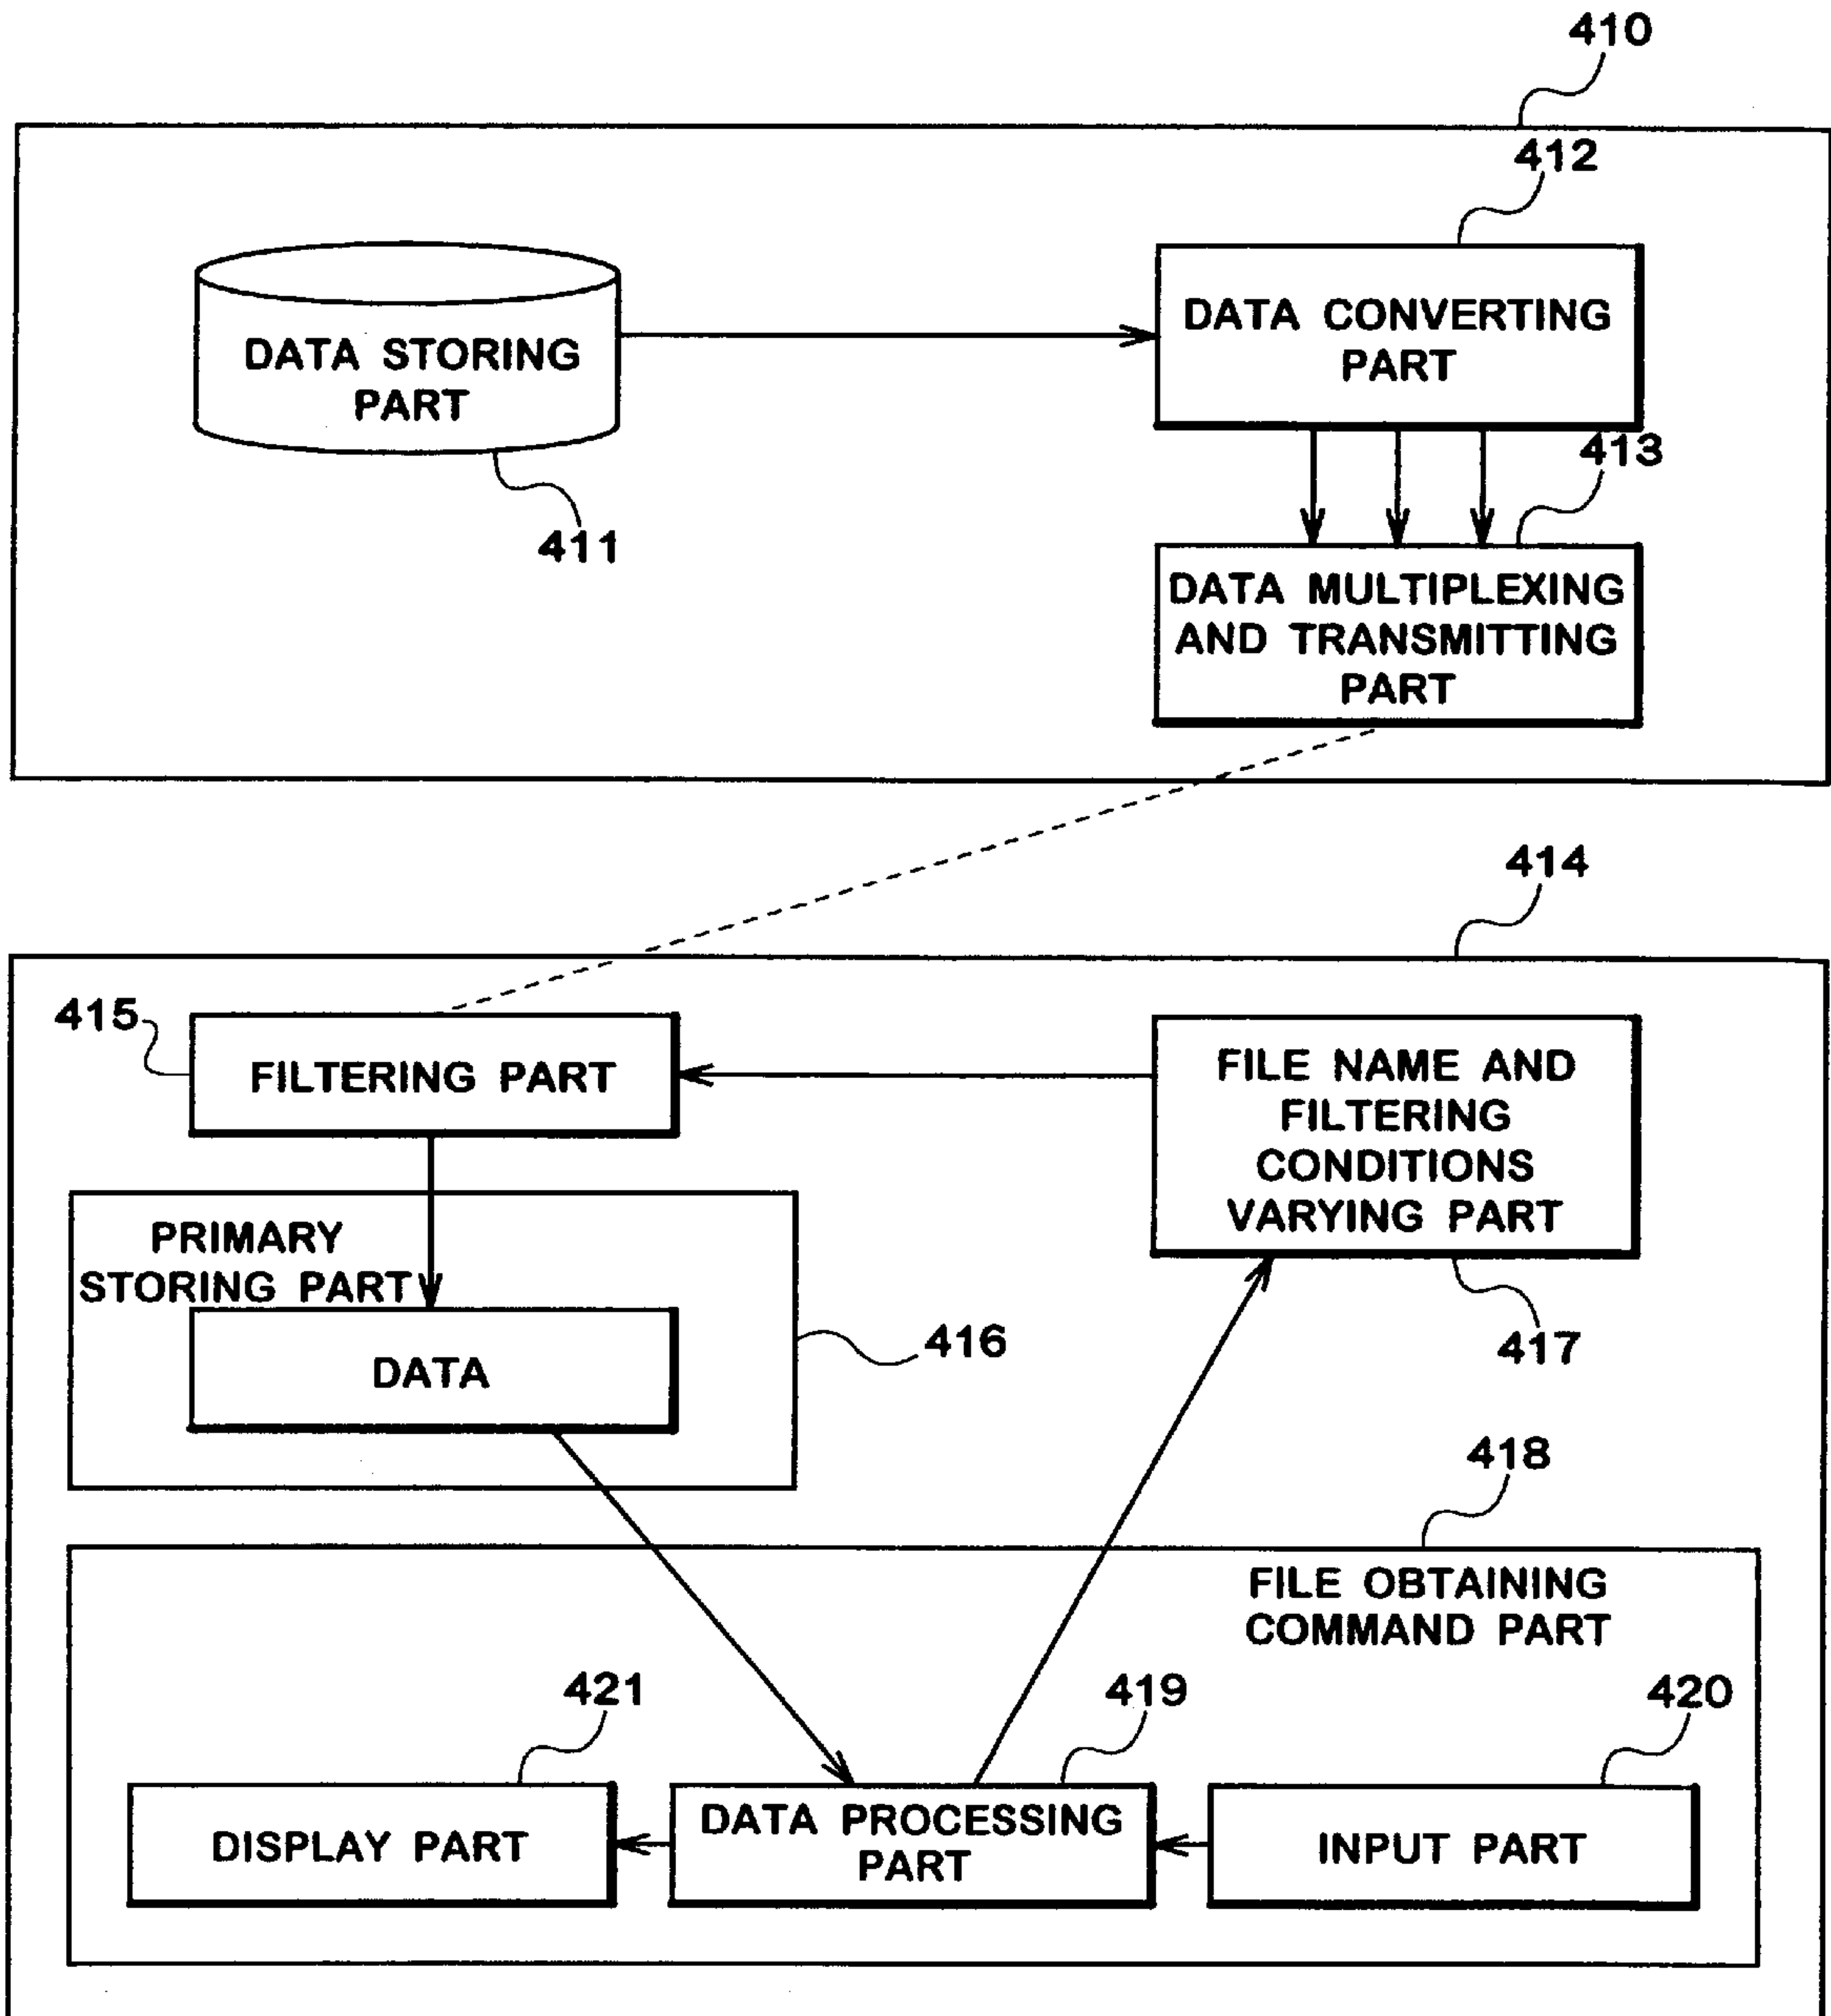 410
412
DATA STORING
PART
DATA CONVERTING
PART
411
413
DATA MULTIPLEXING
AND TRANSMITTING
PART
414
415
FILTERING PART
FILE NAME AND
FILTERING
CONDITIONS
VARYING PART
PRIMARY
STORING PART
416
417
DATA
418
FILE OBTAINING
COMMAND PART
421
419
420
DISPLAY PART
DATA PROCESSING
PART
INPUT PART